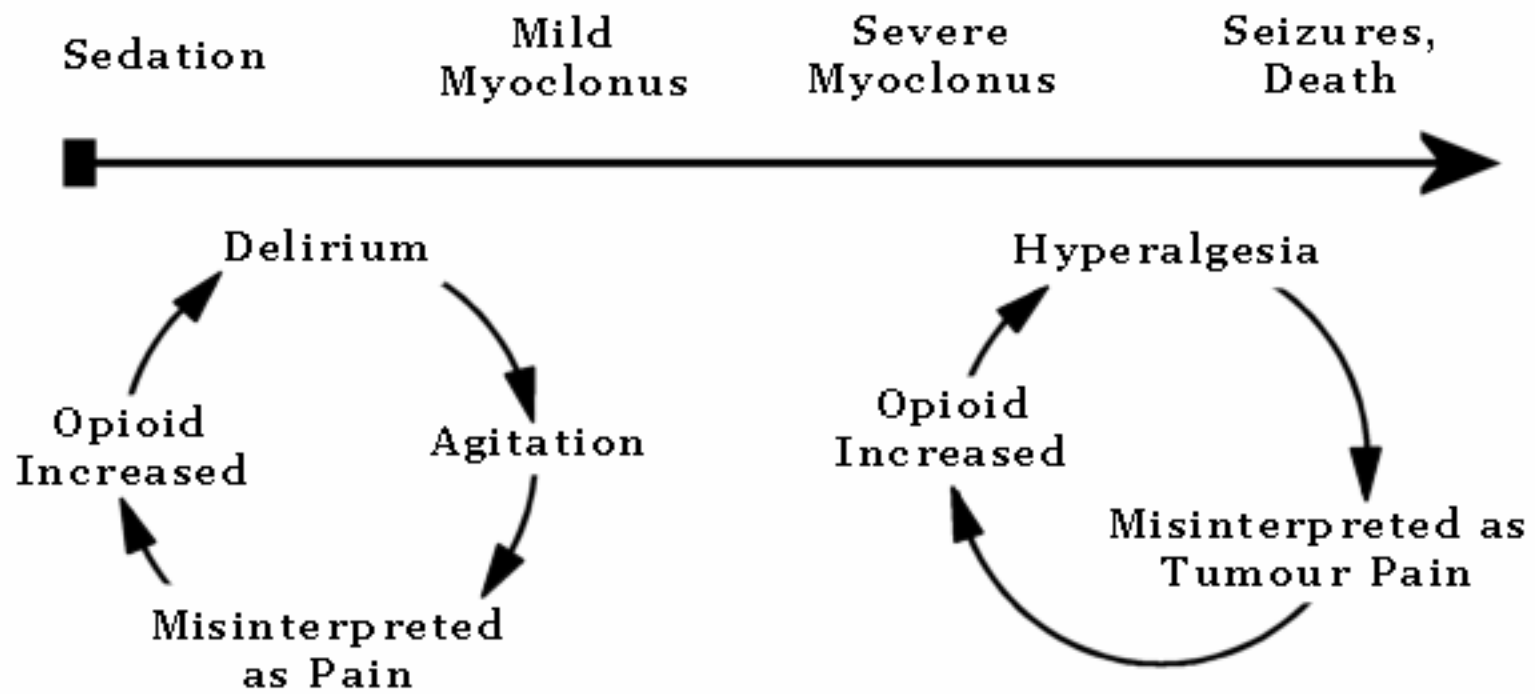 Sedation
Mild
Myoclonus
Severe
Myoclonus
Seizures,
Death
Delirium
Agitation
Misinterpreted
as Pain
Opioid
Increased
Hyperalgesia
Misinterpreted as
Tumour Pain
Opioid
Increased